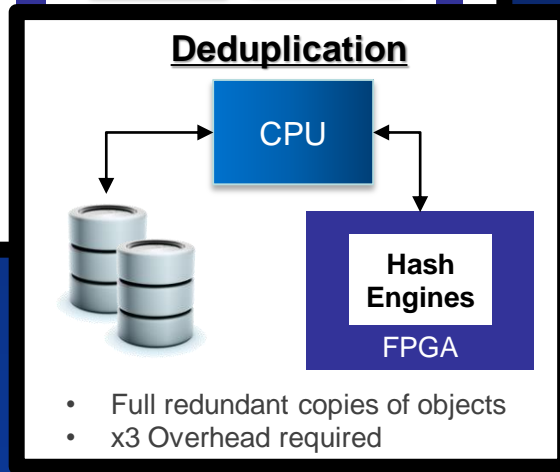 Deduplication
CPU
Hash
Engines
FPGA
• Full redundant copies of objects
• x3 Overhead required